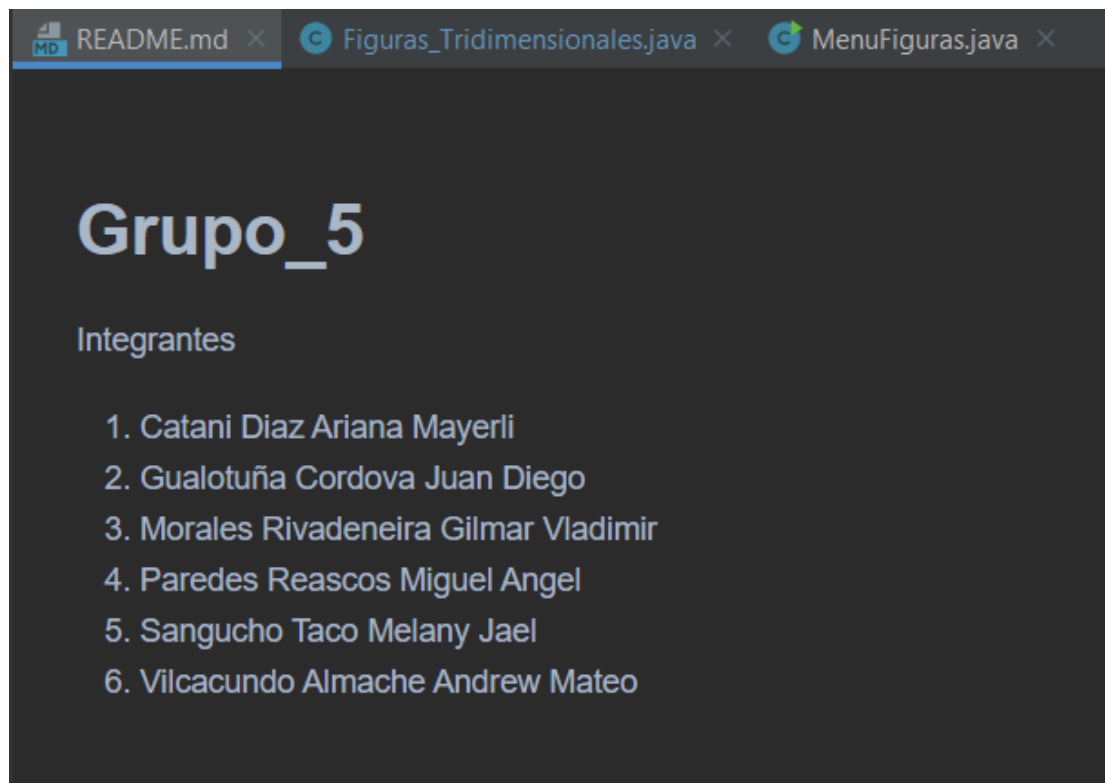 README.md Figuras_Tridimensionales.java MenuFiguras.java
Grupo_5
Integrantes
1. Catani Diaz Ariana Mayerli
2. Gualotuña Cordova Juan Diego
3. Morales Rivadeneira Gilmar Vladimir
4. Paredes Reascos Miguel Angel
5. Sangucho Taco Melany Jael
6. Vilcacundo Almache Andrew Mateo